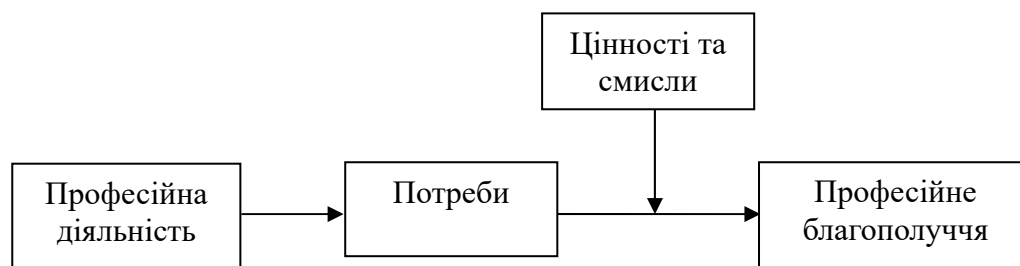 Цінності та
смисли
Професійна
діяльність
Потреби
Професійне
благополуччя